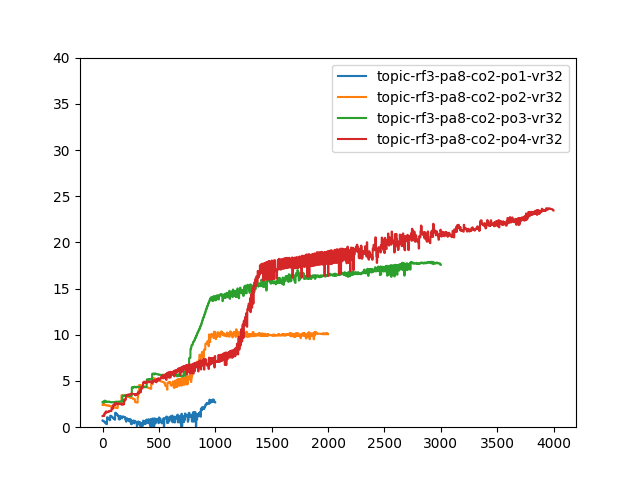 40
35
30
25
20
15
10
5
0
0 500 1000 1500 2000 2500 3000 3500 4000
topic-rf3-pa8-co2-po1-vr32
topic-rf3-pa8-co2-po2-vr32
topic-rf3-pa8-co2-po3-vr32
topic-rf3-pa8-co2-po4-vr32